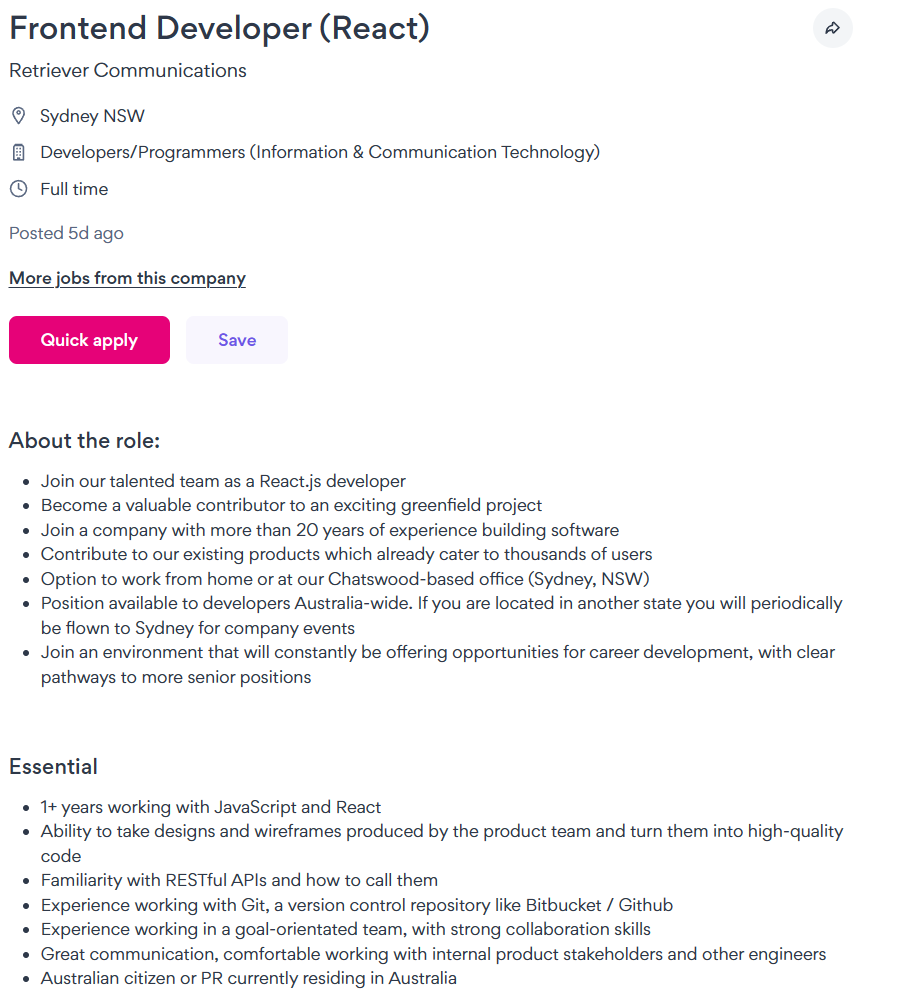 Frontend Developer (React)
Retriever Communications
Sydney NSW
Developers/Programmers (Information & Communication Technology)
Full time
Posted 5d ago
More jobs from this company
Quick apply
Save
About the role:
• Join our talented team as a React.js developer
• Become a valuable contributor to an exciting greenfield project
• Join a company with more than 20 years of experience building software
• Contribute to our existing products which already cater to thousands of users
• Option to work from home or at our Chatswood-based office (Sydney, NSW)
• Position available to developers Australia-wide. If you are located in another state you will periodically
be flown to Sydney for company events
• Join an environment that will constantly be offering opportunities for career development, with clear
pathways to more senior positions
Essential
• 1+ years working with JavaScript and React
• Ability to take designs and wireframes produced by the product team and turn them into high-quality
code
• Familiarity with RESTful APIs and how to call them
• Experience working with Git, a version control repository like Bitbucket / Github
• Experience working in a goal-orientated team, with strong collaboration skills
• Great communication, comfortable working with internal product stakeholders and other engineers
• Australian citizen or PR currently residing in Australia